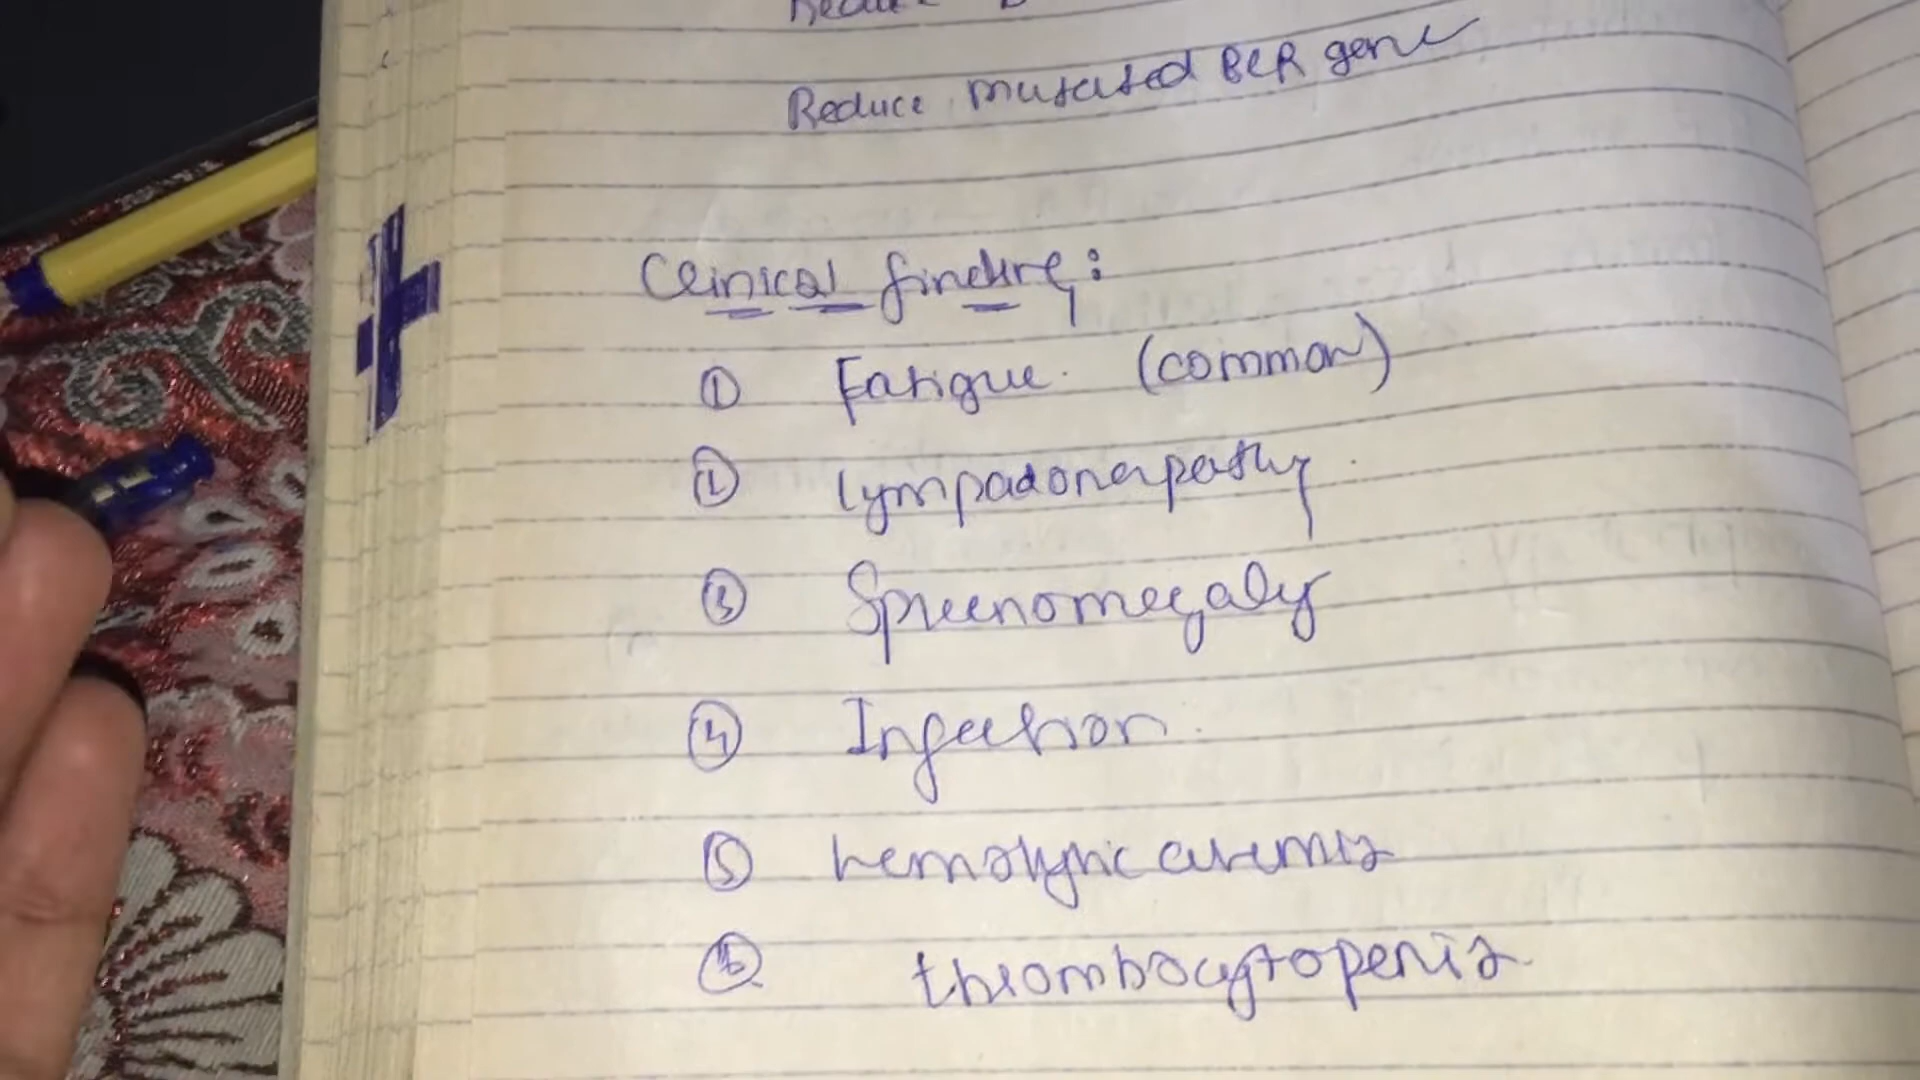 Reduce mutated BCR gene
Clinical finding:
① Fatigue. (common)
② lympadonerpathy.
③ Spleenomegaly
④ Infection.
⑤ hemolytic anemia
⑥ thrombocytopenia.